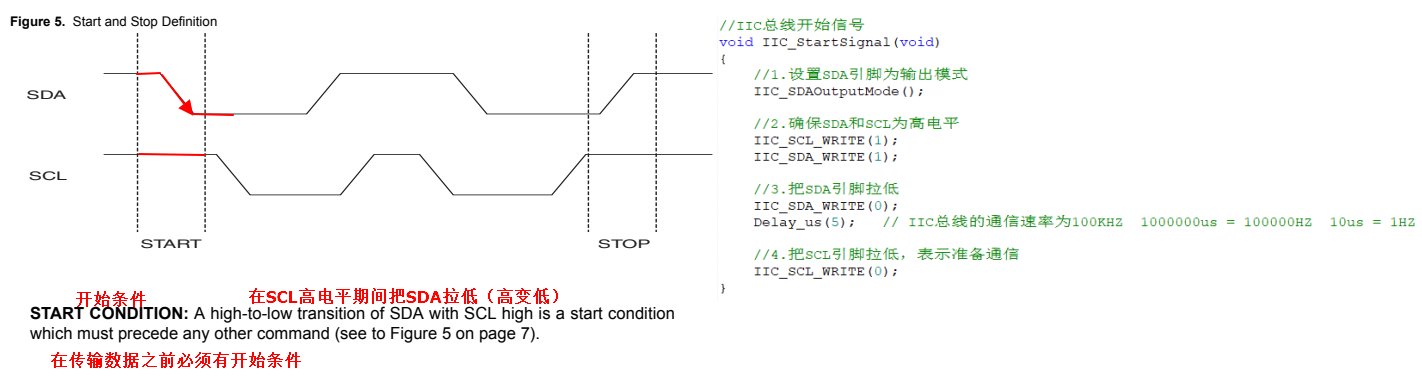 Figure 5. Start and Stop Definition
SDA
SCL
START
STOP
开始条件
在SCL高电平期间把SDA拉低（高变低）
START CONDITION: A high-to-low transition of SDA with SCL high is a start condition
which must precede any other command (see to Figure 5 on page 7).
在传输数据之前必须有开始条件
//IIC总线开始信号
void IIC_StartSignal(void)
{
//1.设置SDA引脚为输出模式
IIC_SDAOutputMode();
//2.确保SDA和SCL为高电平
IIC_SCL_WRITE(1);
IIC_SDA_WRITE(1);
//3.把SDA引脚拉低
IIC_SDA_WRITE(0);
Delay_us(5); // IIC总线的通信速率为100KHZ 1000000us = 100000HZ 10us = 1HZ
//4.把SCL引脚拉低，表示准备通信
IIC_SCL_WRITE(0);
}